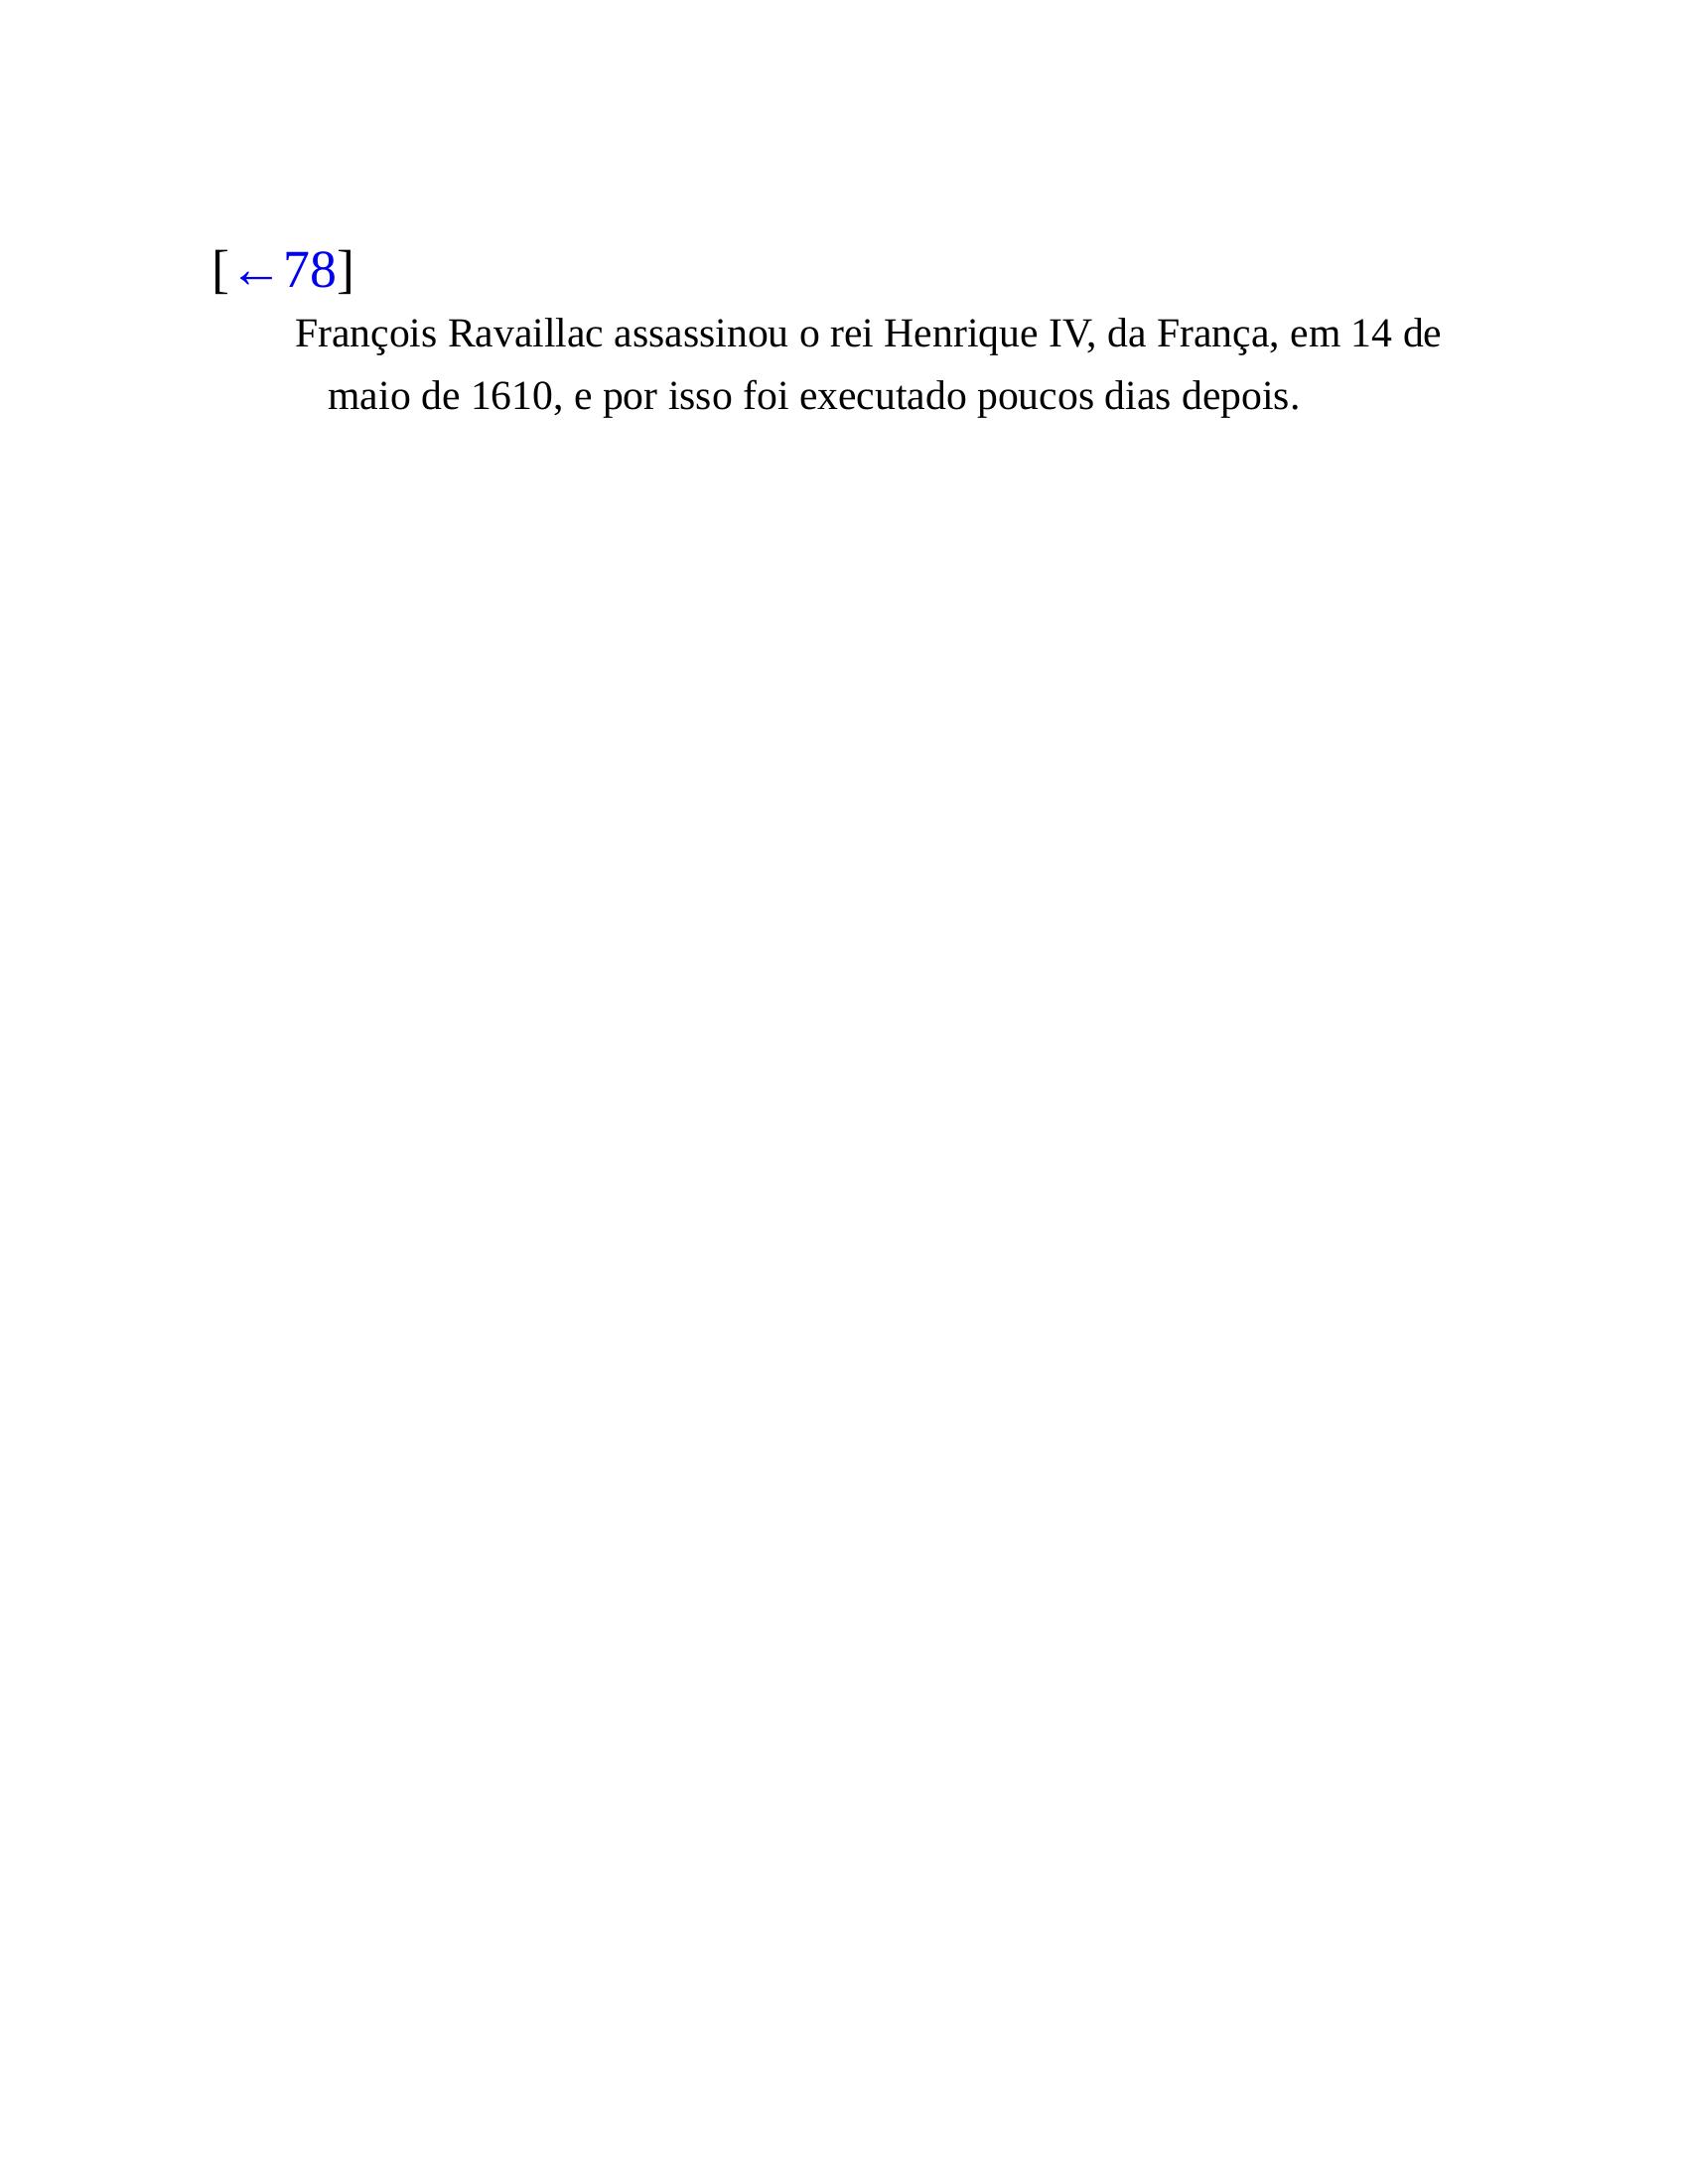 [←78]
François Ravaillac assassinou o rei Henrique IV, da França, em 14 de
maio de 1610, e por isso foi executado poucos dias depois.